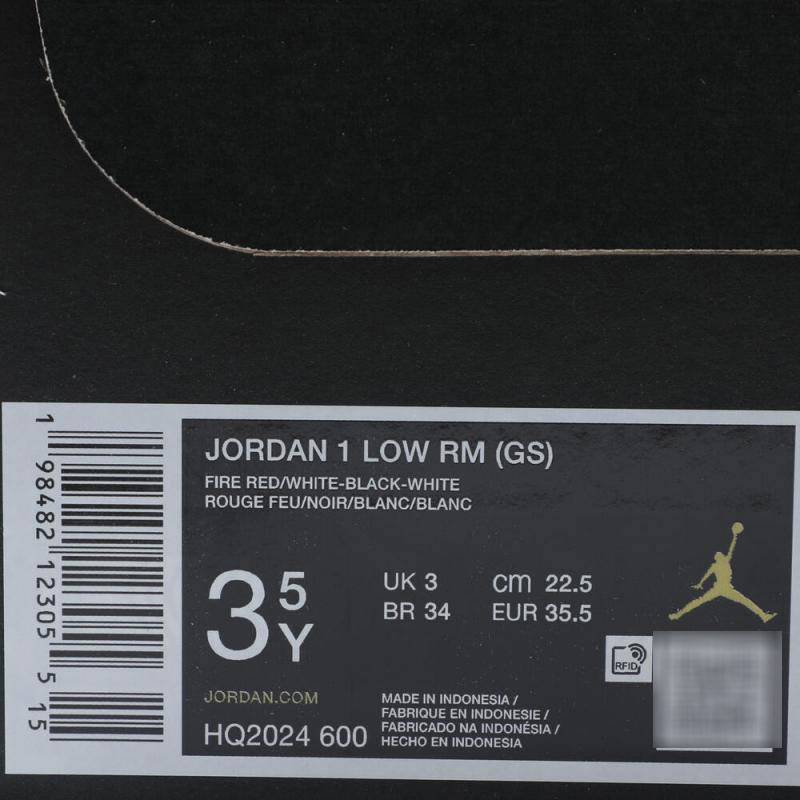 JORDAN 1 LOW RM (GS)
FIRE RED/WHITE-BLACK-WHITE
ROUGE FEU/NOIR/BLANC/BLANC
3 5 Y
UK 3 cm 22.5
BR 34 EUR 35.5
RFID
JORDAN.COM
HQ2024 600
MADE IN INDONESIA /
FABRIQUE EN INDONESIE /
FABRICADO NA INDONÉSIA /
HECHO EN INDONESIA
1 98482 12305 5 15